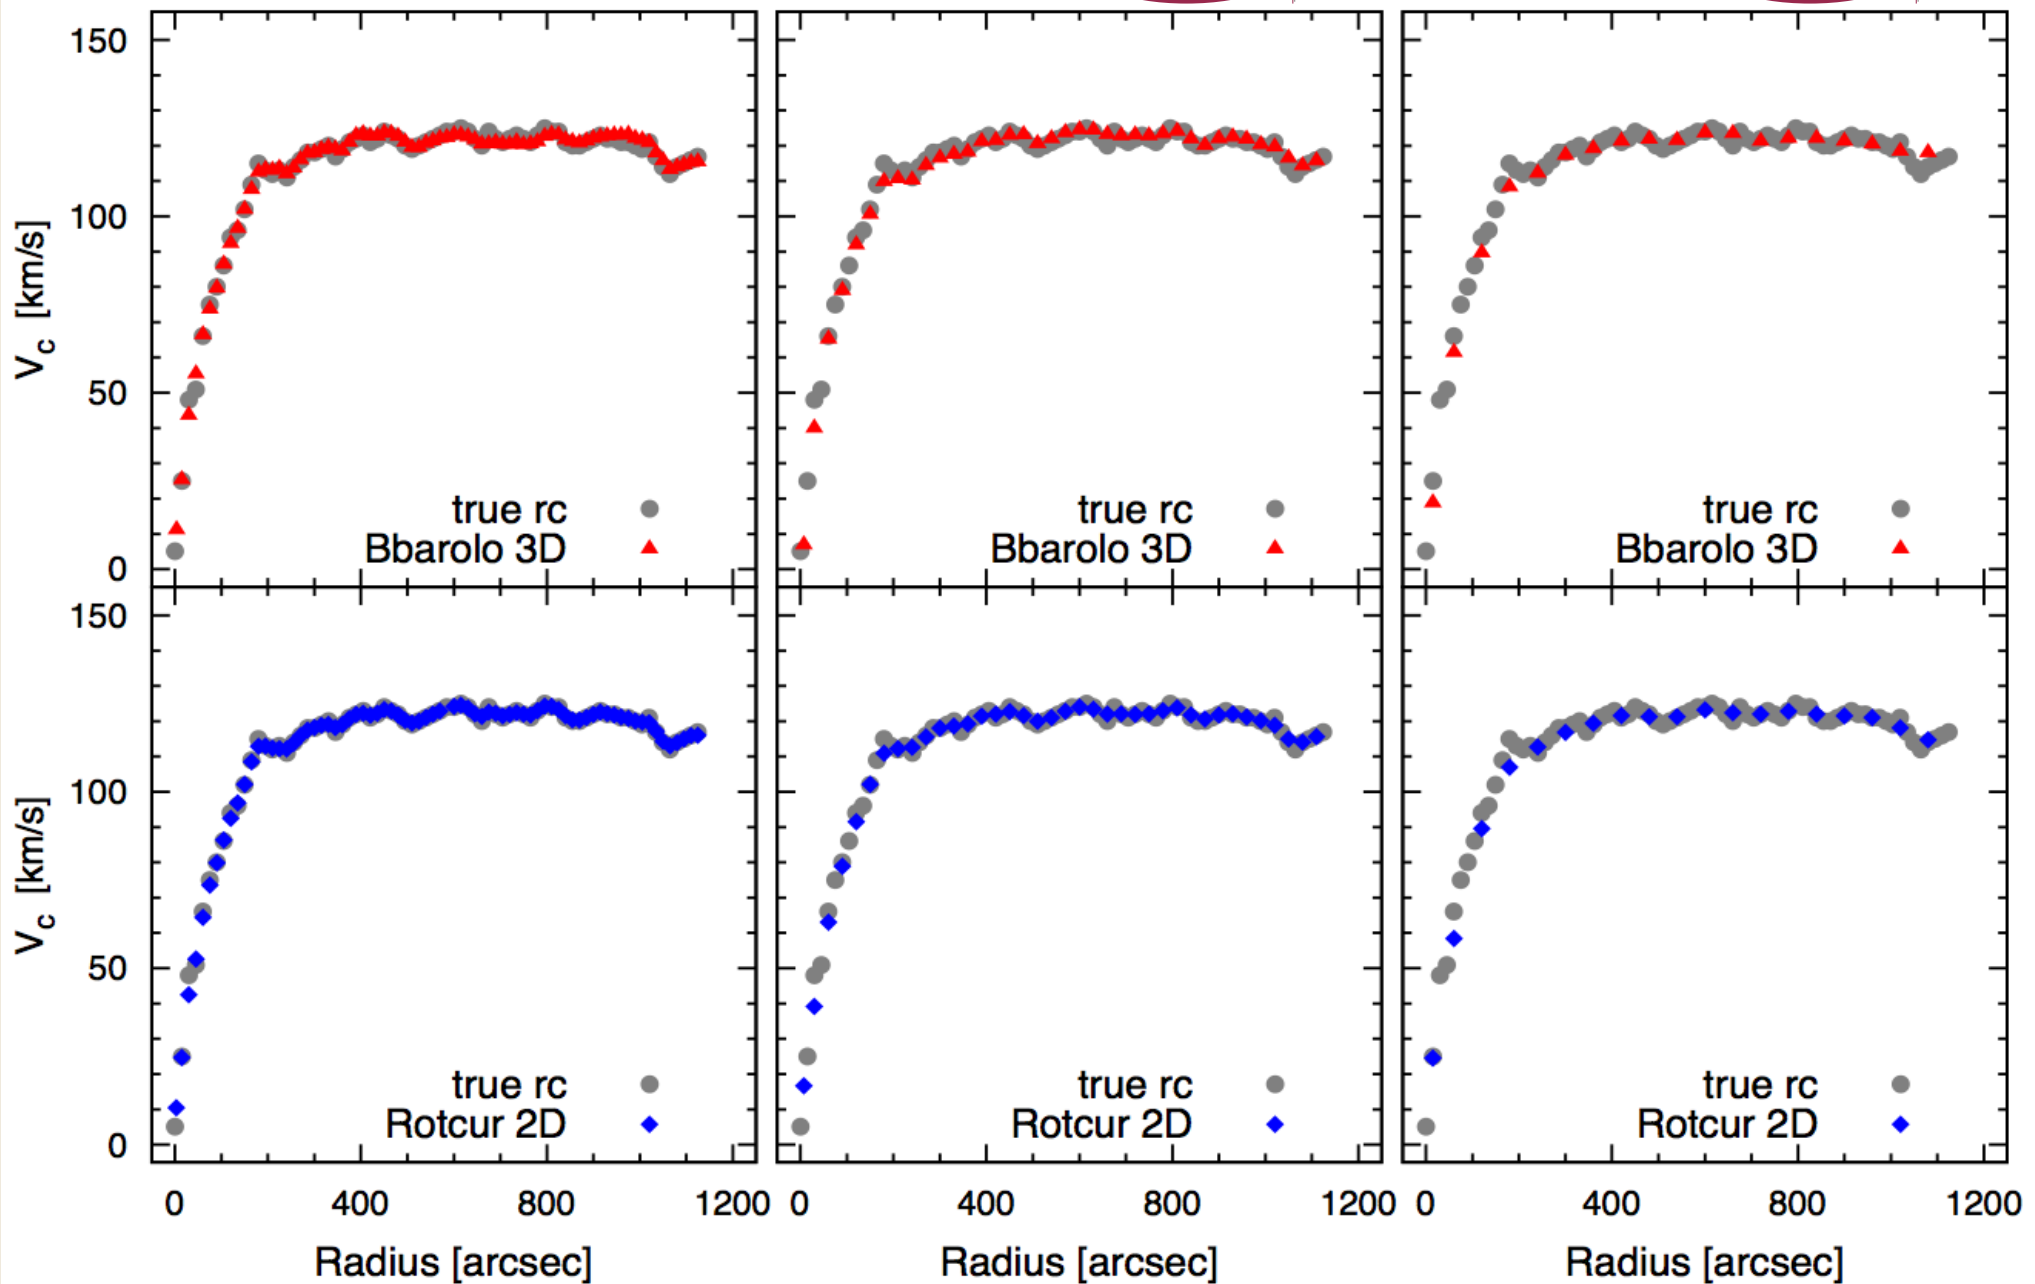 150
100
50
0
V_c [km/s]
true rc
Bbarolo 3D
true rc
Bbarolo 3D
true rc
Bbarolo 3D
150
100
50
0
V_c [km/s]
true rc
Rotcur 2D
true rc
Rotcur 2D
true rc
Rotcur 2D
0 400 800 1200 0 400 800 1200 0 400 800 1200
Radius [arcsec] Radius [arcsec] Radius [arcsec]